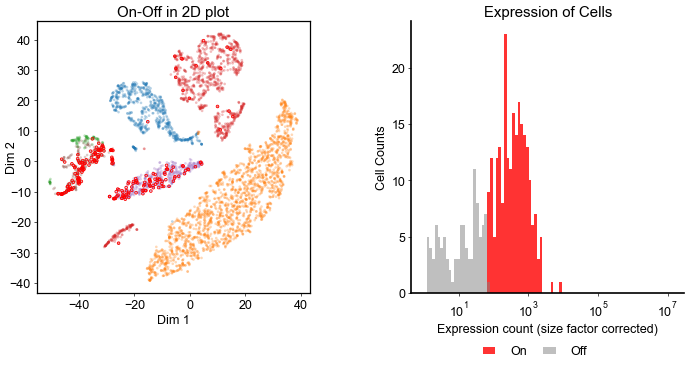 On-Off in 2D plot
40
30
20
10
0
−10
−20
−30
−40
Dim 2
−40
−20
0
20
40
Dim 1
Expression of Cells
20
15
10
5
0
Cell Counts
10^1
10^3
10^5
10^7
Expression count (size factor corrected)
On
Off